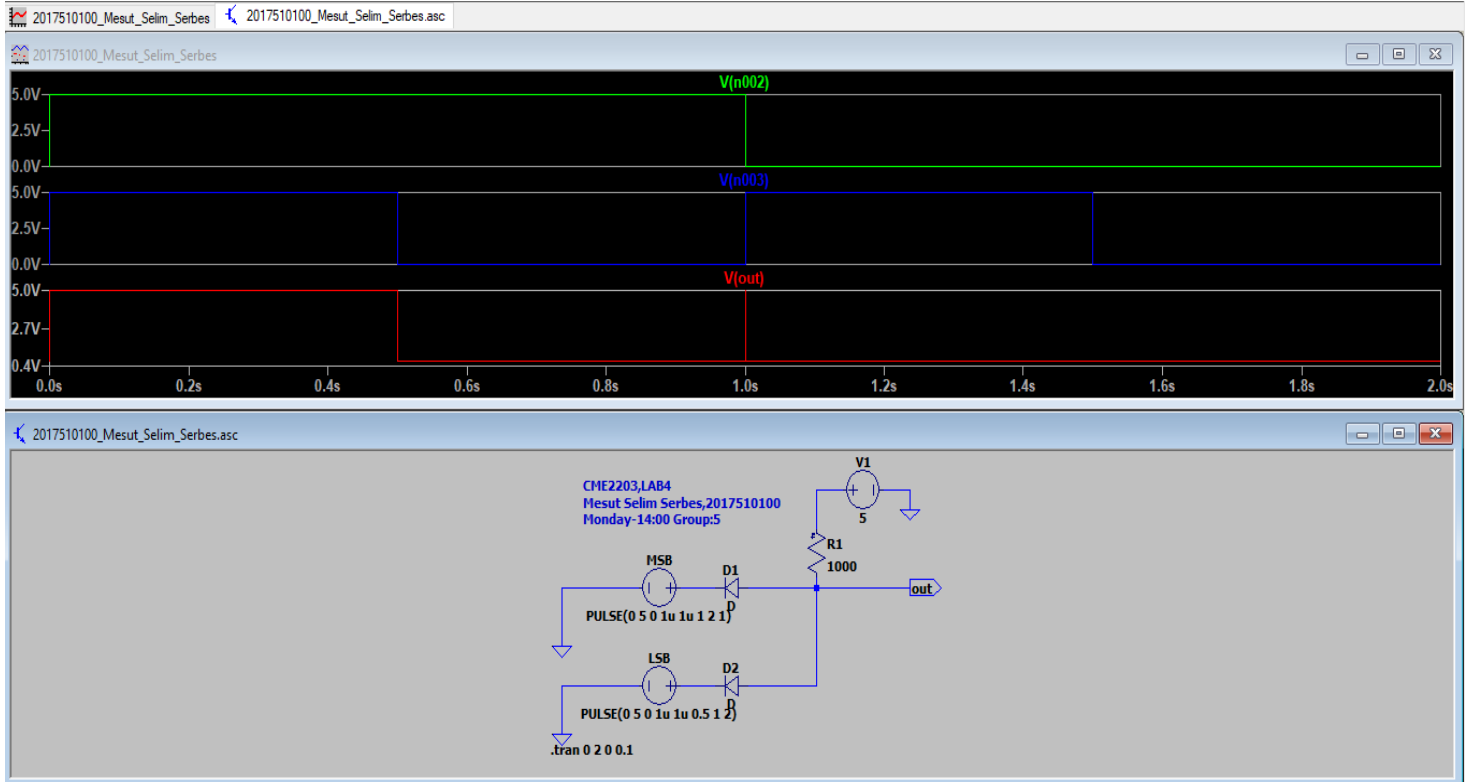 2017510100_Mesut_Selim_Serbes 2017510100_Mesut_Selim_Serbes.asc
2017510100_Mesut_Selim_Serbes
V(n002)
5.0V
2.5V
0.0V
V(n003)
5.0V
2.5V
0.0V
V(out)
5.0V
2.7V
0.4V
0.0s 0.2s 0.4s 0.6s 0.8s 1.0s 1.2s 1.4s 1.6s 1.8s 2.0s
2017510100_Mesut_Selim_Serbes.asc
CME2203,LAB4
Mesut Selim Serbes,2017510100
Monday-14:00 Group:5
V1
5
R1
1000
MSB
D1
D
out
PULSE(0 5 0 1u 1u 1 2 1)
LSB
D2
D
PULSE(0 5 0 1u 1u 0.5 1 2)
.tran 0 2 0 0.1